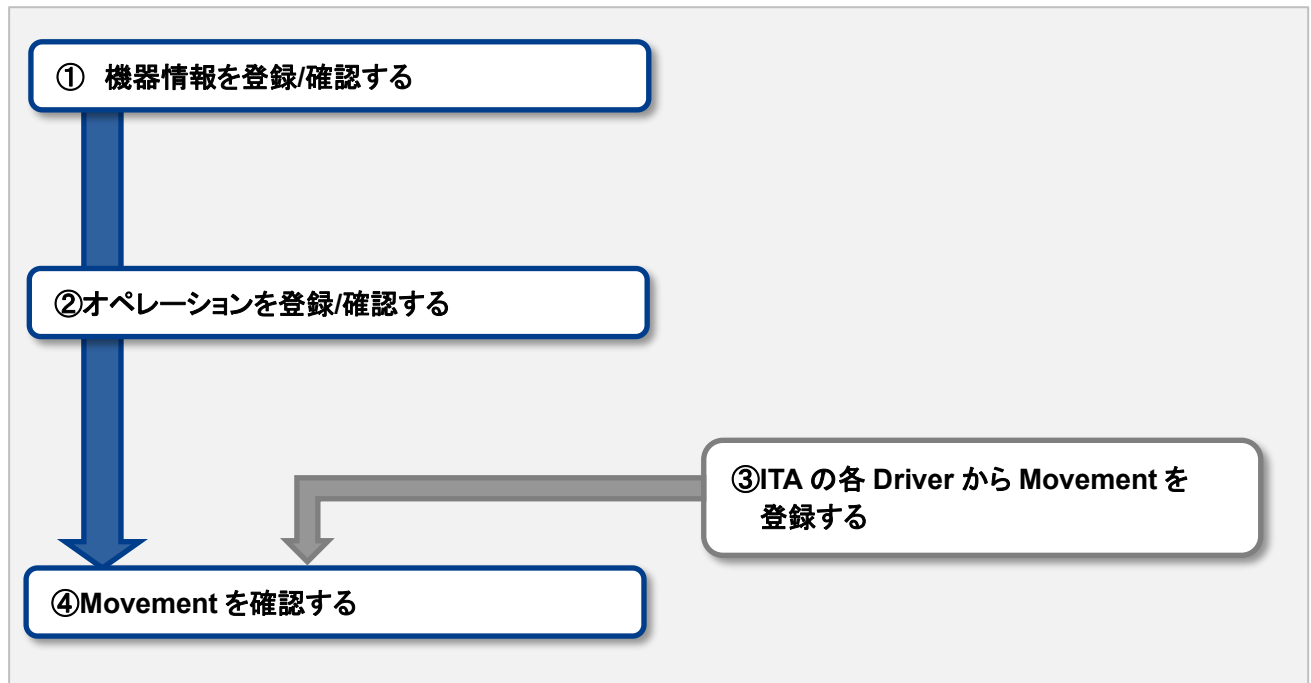 ① 機器情報を登録/確認する
②オペレーションを登録/確認する
③ITA の各 Driver から Movement を
登録する
④Movement を確認する